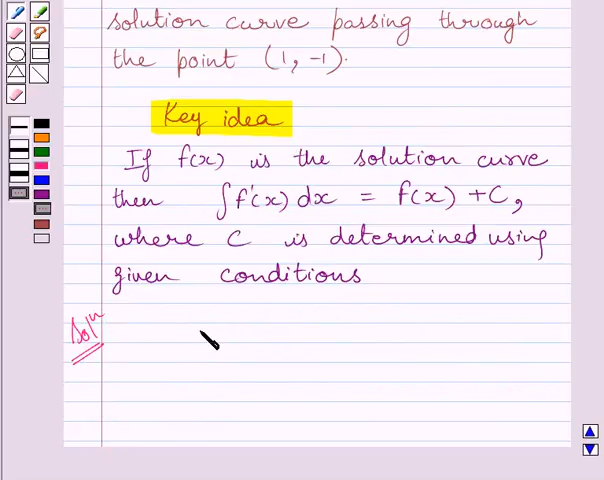 solution curve passing through
the point (1, -1).
Key idea
If f(x) is the solution curve
then ∫f'(x) dx = f(x) + C,
where C is determined using
given conditions
Solⁿ